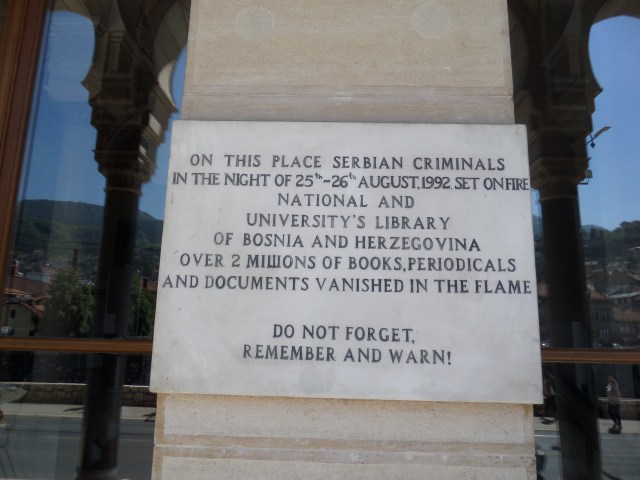 ON THIS PLACE SERBIAN CRIMINALS
IN THE NIGHT OF 25th-26th AUGUST, 1992. SET ON FIRE
NATIONAL AND
UNIVERSITY'S LIBRARY
OF BOSNIA AND HERZEGOVINA
OVER 2 MILLIONS OF BOOKS, PERIODICALS
AND DOCUMENTS VANISHED IN THE FLAME
DO NOT FORGET,
REMEMBER AND WARN!